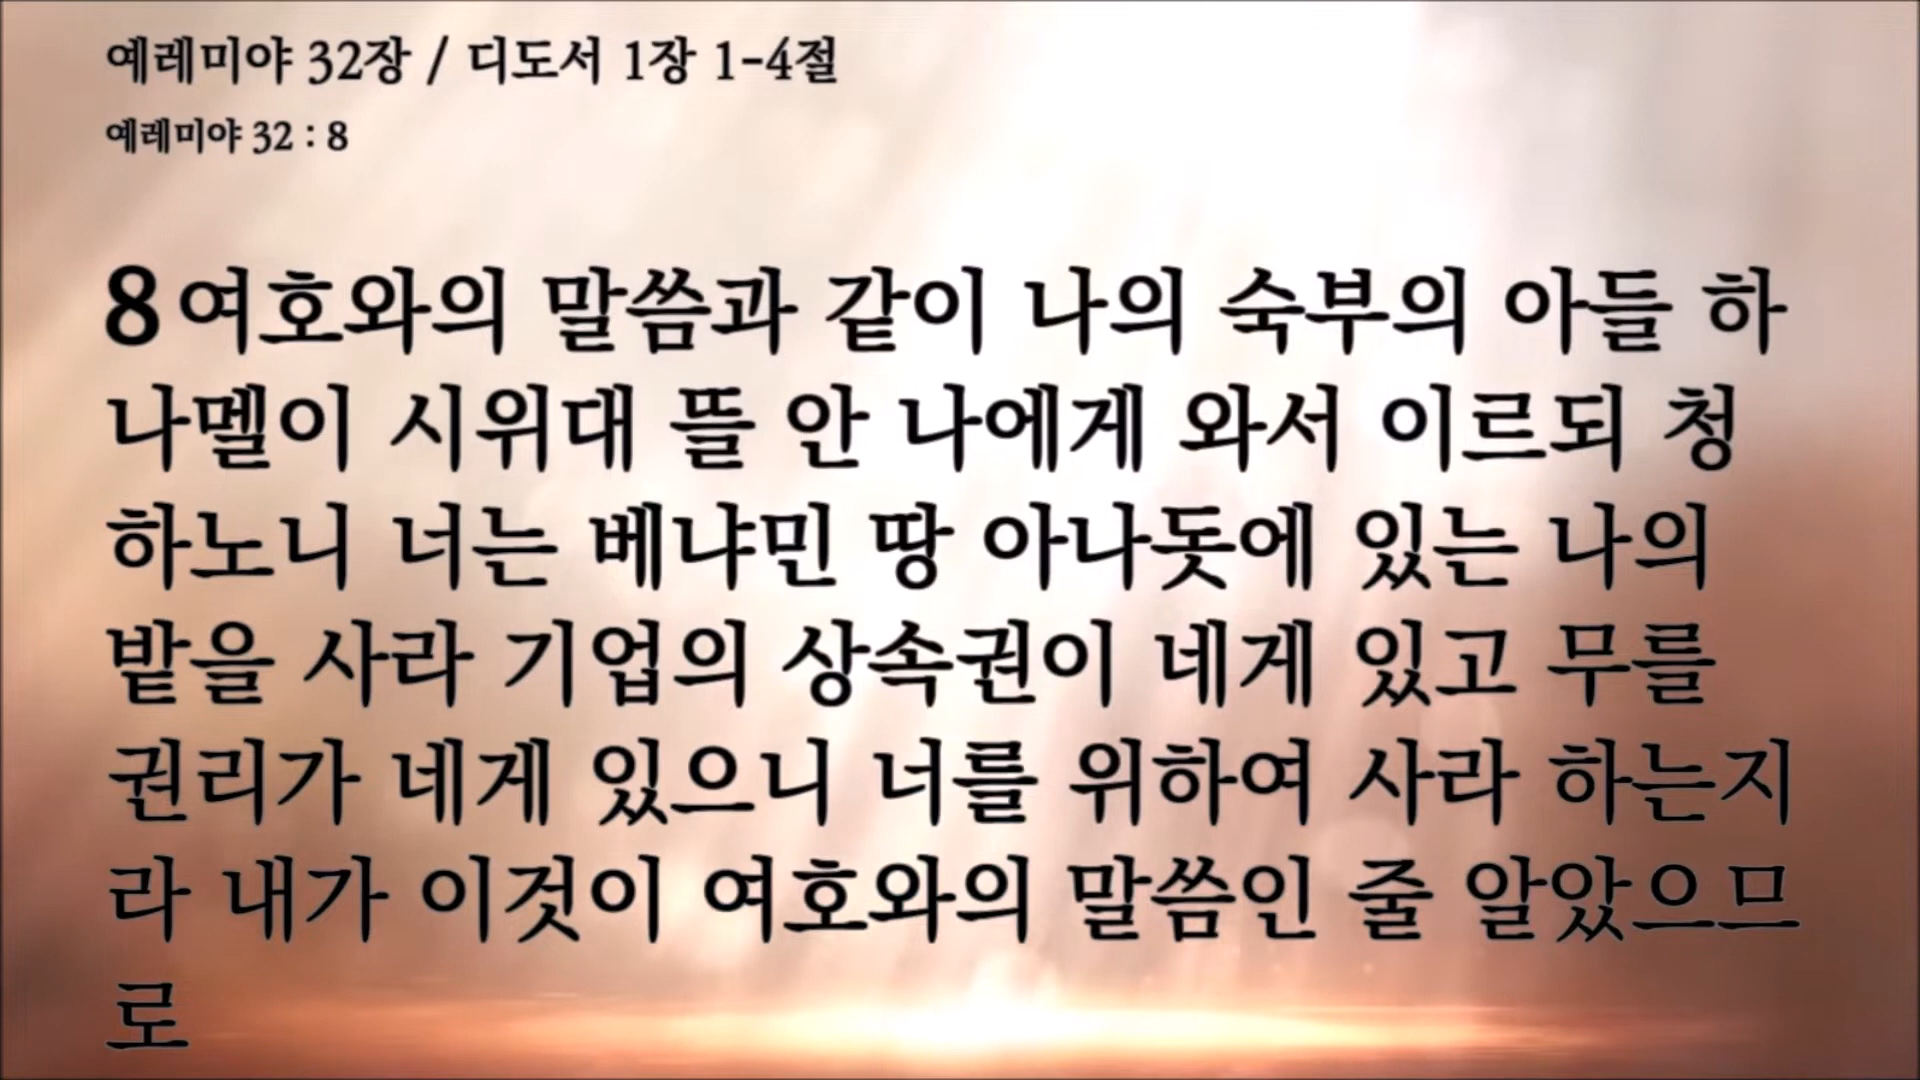 예레미야 32장 / 디도서 1장 1-4절
예레미야 32 : 8
8 여호와의 말씀과 같이 나의 숙부의 아들 하
나멜이 시위대 뜰 안 나에게 와서 이르되 청
하노니 너는 베냐민 땅 아나돗에 있는 나의
밭을 사라 기업의 상속권이 네게 있고 무를
권리가 네게 있으니 너를 위하여 사라 하는지
라 내가 이것이 여호와의 말씀인 줄 알았으므
로